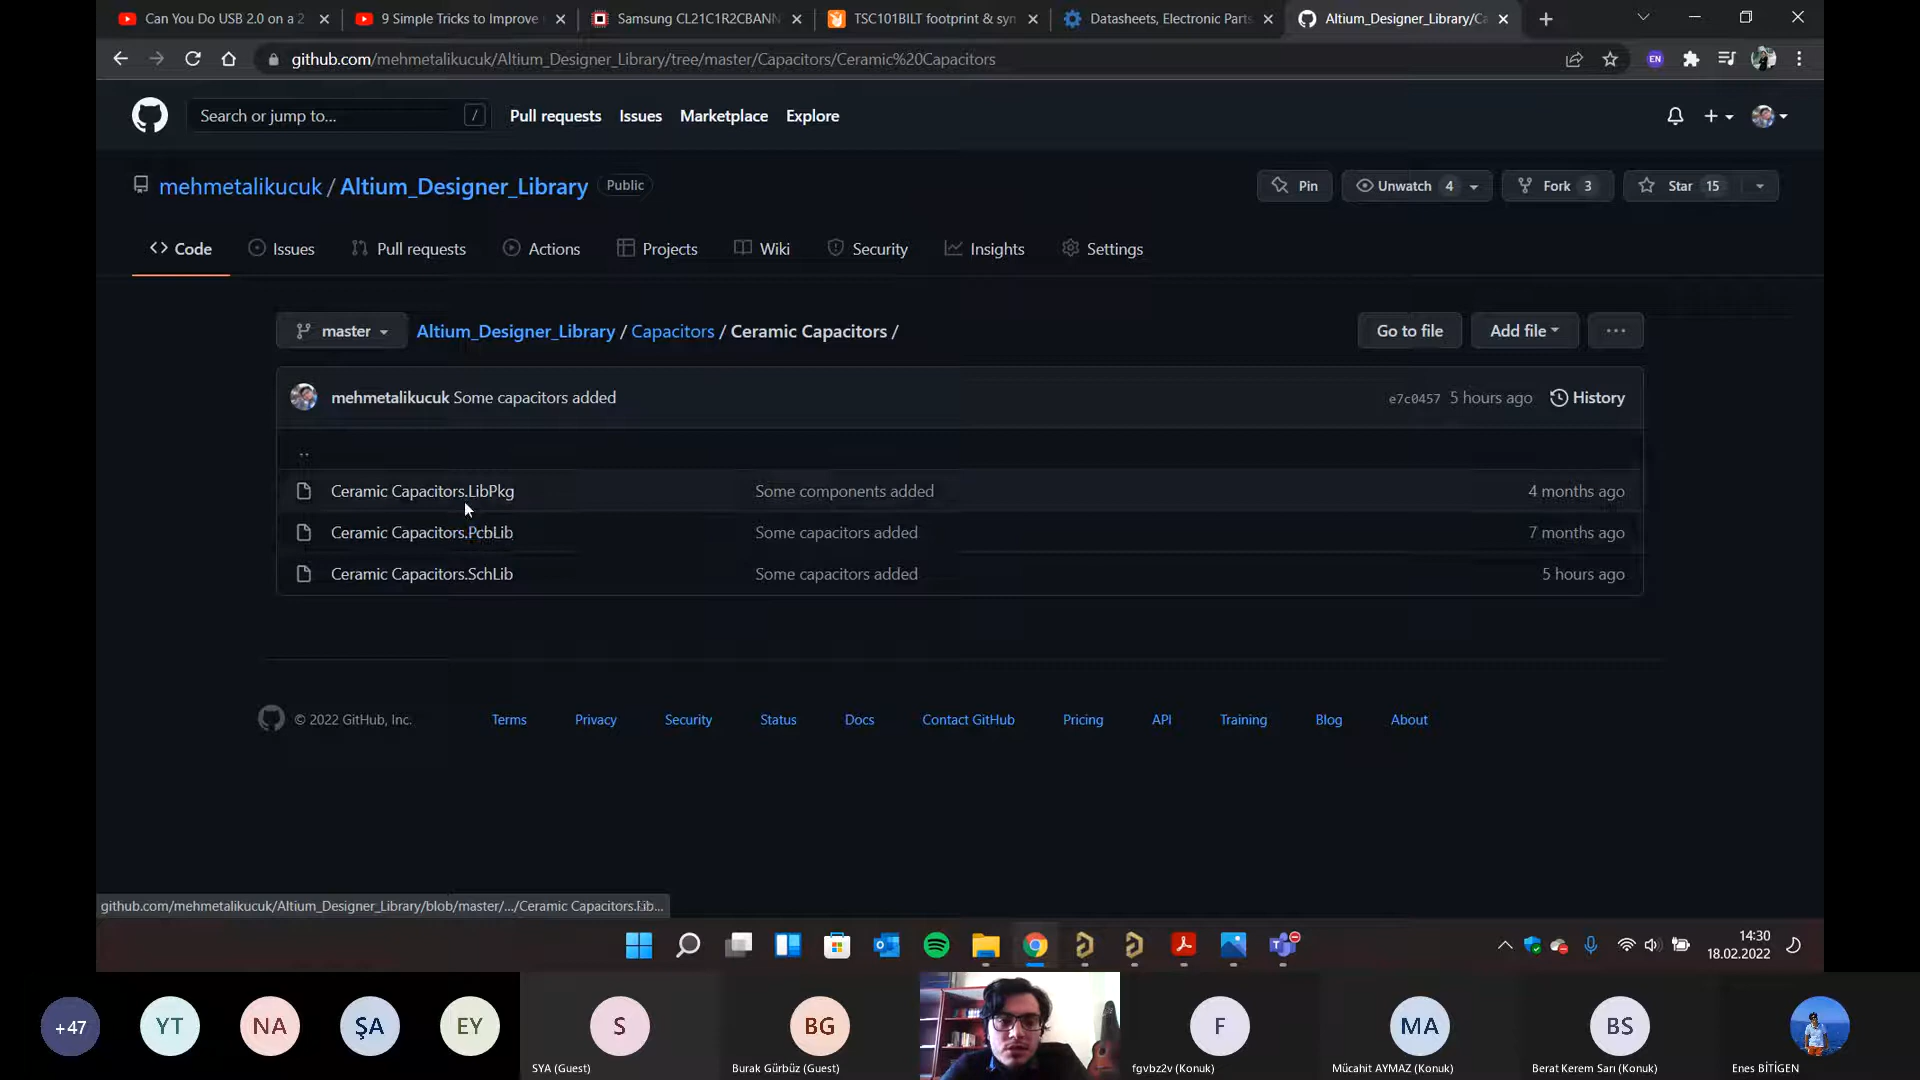 Can You Do USB 2.0 on a 2
9 Simple Tricks to Improve
Samsung CL21C1R2CBANN
TSC101BILT footprint & syn
Datasheets, Electronic Parts
Altium_Designer_Library/Ca
github.com/mehmetalikucuk/Altium_Designer_Library/tree/master/Capacitors/Ceramic%20Capacitors
EN
Search or jump to...
/
Pull requests
Issues
Marketplace
Explore
mehmetalikucuk / Altium_Designer_Library
Public
Pin
Unwatch 4
Fork 3
Star 15
Code
Issues
Pull requests
Actions
Projects
Wiki
Security
Insights
Settings
master
Altium_Designer_Library / Capacitors / Ceramic Capacitors /
Go to file
Add file
...
mehmetalikucuk Some capacitors added
e7c0457 5 hours ago
History
..
Ceramic Capacitors.LibPkg
Some components added
4 months ago
Ceramic Capacitors.PcbLib
Some capacitors added
7 months ago
Ceramic Capacitors.SchLib
Some capacitors added
5 hours ago
© 2022 GitHub, Inc.
Terms
Privacy
Security
Status
Docs
Contact GitHub
Pricing
API
Training
Blog
About
github.com/mehmetalikucuk/Altium_Designer_Library/blob/master/.../Ceramic Capacitors.Lib...
14:30
18.02.2022
+47
YT
NA
ŞA
EY
S
SYA (Guest)
BG
Burak Gürbüz (Guest)
F
fgvbz2v (Konuk)
MA
Mücahit AYMAZ (Konuk)
BS
Berat Kerem Sarı (Konuk)
Enes BİTİGEN